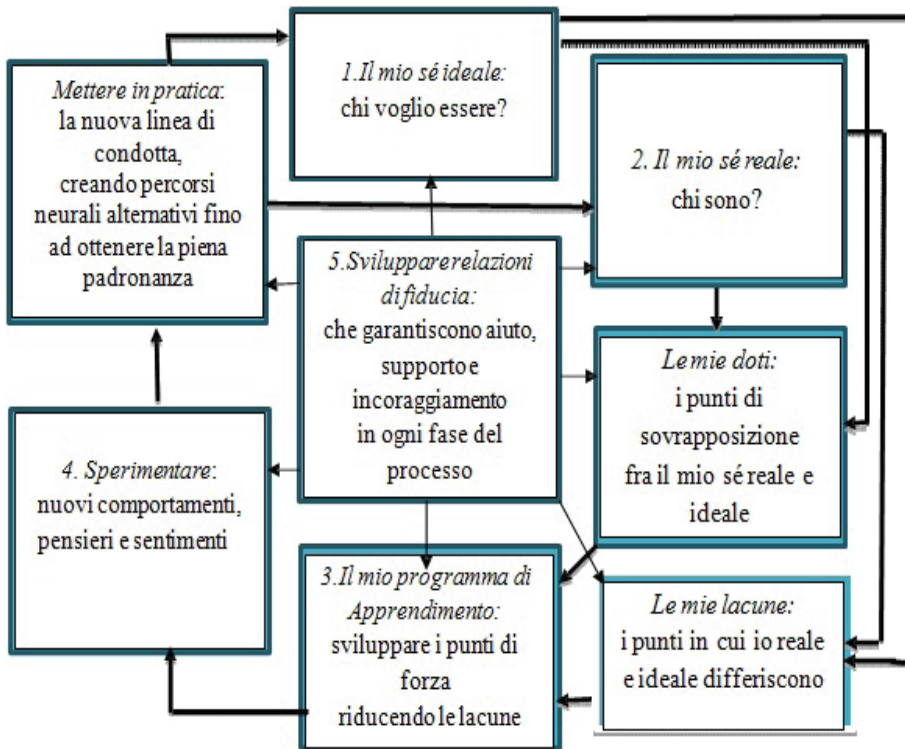 1.Il mio sé ideale:
chi voglio essere?
Mettere in pratica:
la nuova linea di
condotta,
creando percorsi
neurali alternativi fino
ad ottenere la piena
padronanza
2. Il mio sé reale:
chi sono?
5.Sviluppare relazioni
di fiducia:
che garantiscono aiuto,
supporto e
incoraggiamento
in ogni fase del
processo
Le mie doti:
i punti di
sovrapposizione
fra il mio sé reale e
ideale
4. Sperimentare:
nuovi comportamenti,
pensieri e sentimenti
3.Il mio programma di
Apprendimento:
sviluppare i punti di
forza
riducendo le lacune
Le mie lacune:
i punti in cui io reale
e ideale differiscono